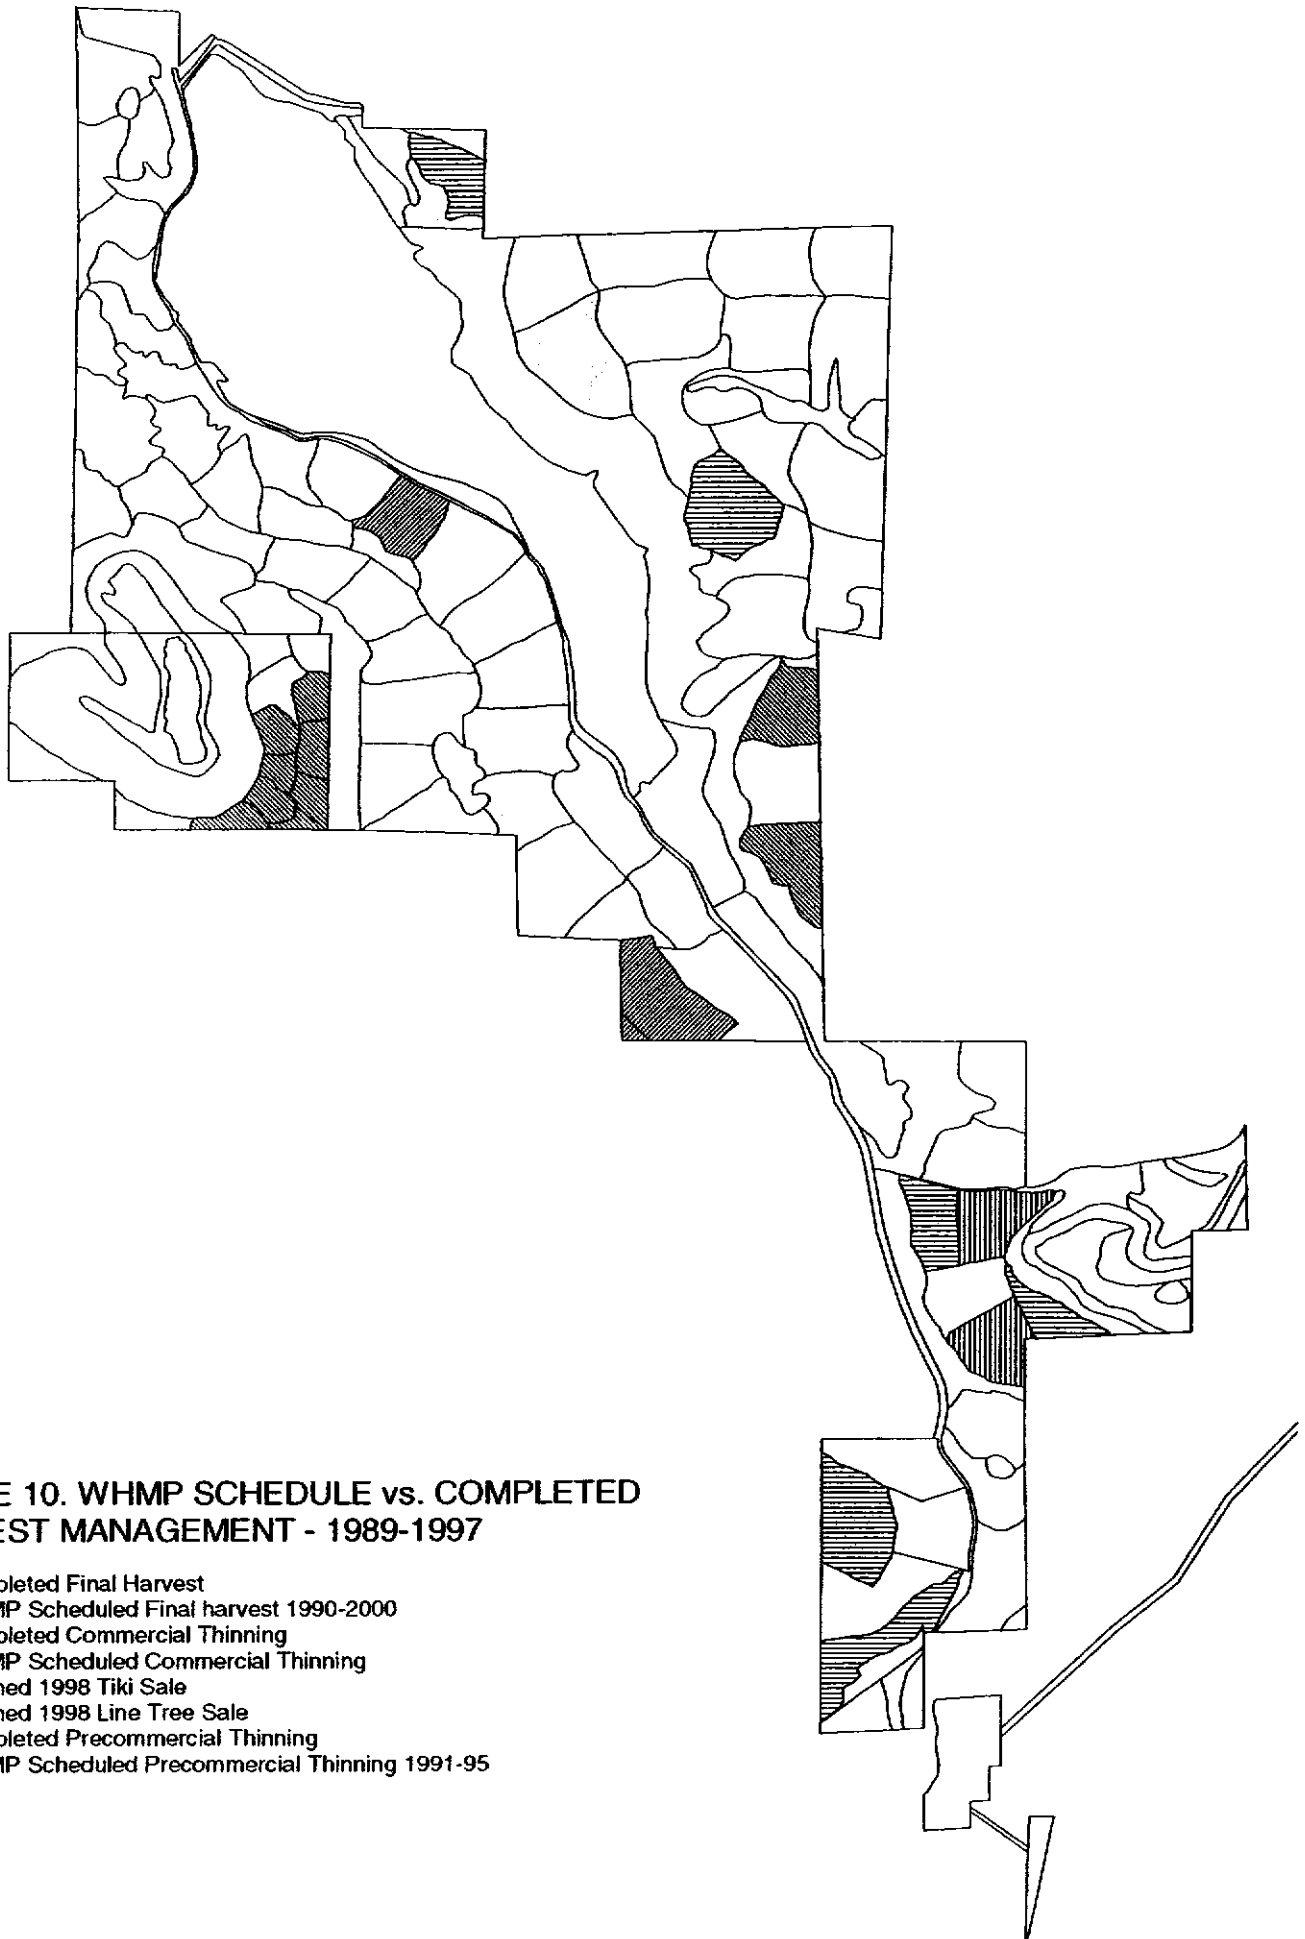 E 10. WHMP SCHEDULE vs. COMPLETED
EST MANAGEMENT - 1989-1997
pleted Final Harvest
MP Scheduled Final harvest 1990-2000
pleted Commercial Thinning
MP Scheduled Commercial Thinning
ned 1998 Tiki Sale
ned 1998 Line Tree Sale
pleted Precommercial Thinning
MP Scheduled Precommercial Thinning 1991-95